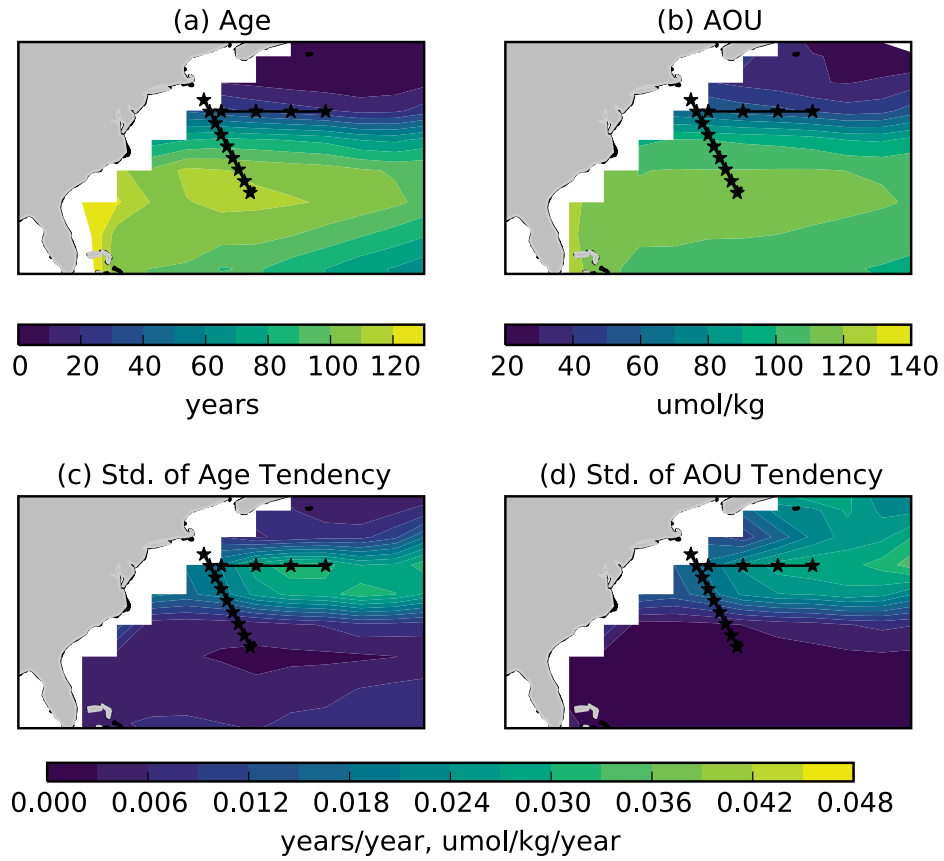 (a) Age
(b) AOU
0 20 40 60 80 100 120
20 40 60 80 100 120 140
years
umol/kg
(c) Std. of Age Tendency
(d) Std. of AOU Tendency
0.000 0.006 0.012 0.018 0.024 0.030 0.036 0.042 0.048
years/year, umol/kg/year